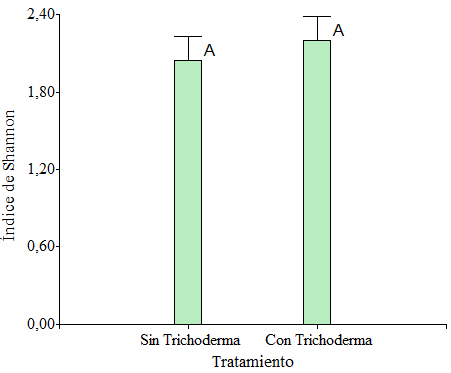 2,40
1,80
1,20
0,60
0,00
Índice de Shannon
A
A
Sin Trichoderma
Con Trichoderma
Tratamiento